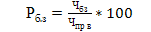 Рб.з = Чбз / Чпр в * 100